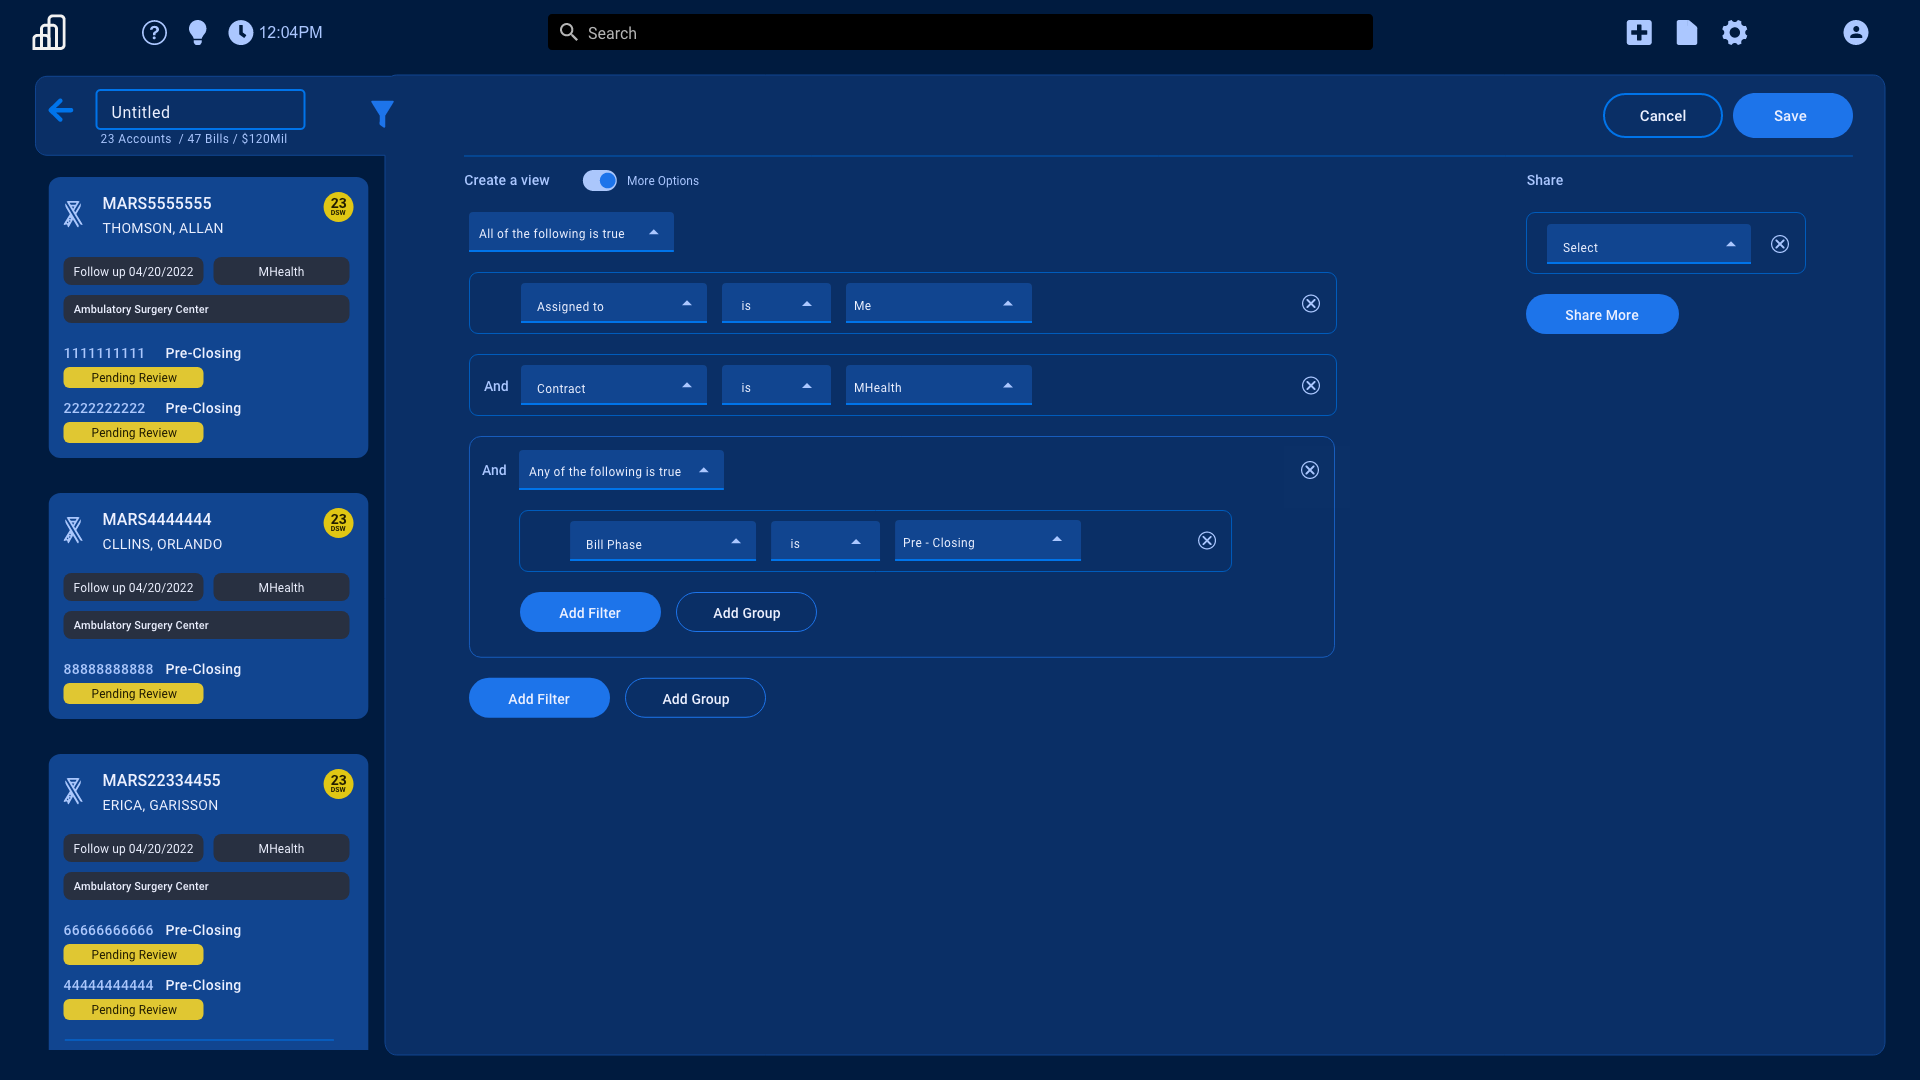 ?
12:04PM
Search
Untitled
23 Accounts / 47 Bills / $120Mil
Cancel
Save
MARS5555555
THOMSON, ALLAN
23
DSW
Follow up 04/20/2022
MHealth
Ambulatory Surgery Center
1111111111 Pre-Closing
Pending Review
2222222222 Pre-Closing
Pending Review
MARS4444444
CLLINS, ORLANDO
23
DSW
Follow up 04/20/2022
MHealth
Ambulatory Surgery Center
88888888888 Pre-Closing
Pending Review
MARS22334455
ERICA, GARISSON
23
DSW
Follow up 04/20/2022
MHealth
Ambulatory Surgery Center
66666666666 Pre-Closing
Pending Review
44444444444 Pre-Closing
Pending Review
Create a view
More Options
All of the following is true
Assigned to
is
Me
And
Contract
is
MHealth
And
Any of the following is true
Bill Phase
is
Pre - Closing
Add Filter
Add Group
Add Filter
Add Group
Share
Select
Share More